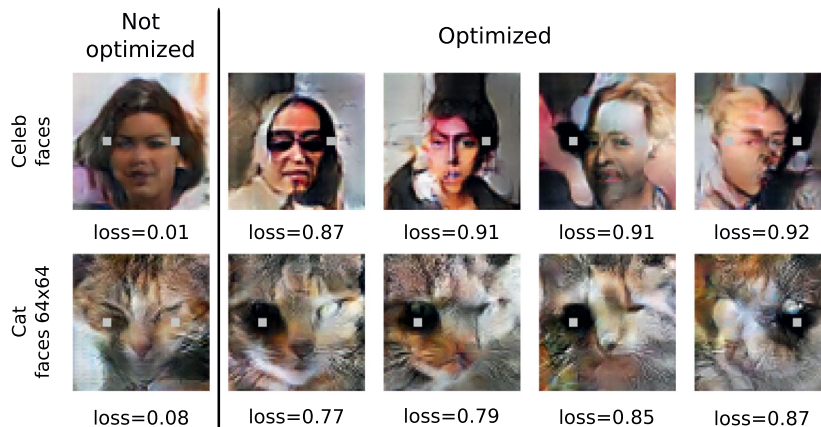 Not
optimized
Optimized
Celeb
faces
loss=0.01
loss=0.87
loss=0.91
loss=0.91
loss=0.92
Cat
faces 64x64
loss=0.08
loss=0.77
loss=0.79
loss=0.85
loss=0.87